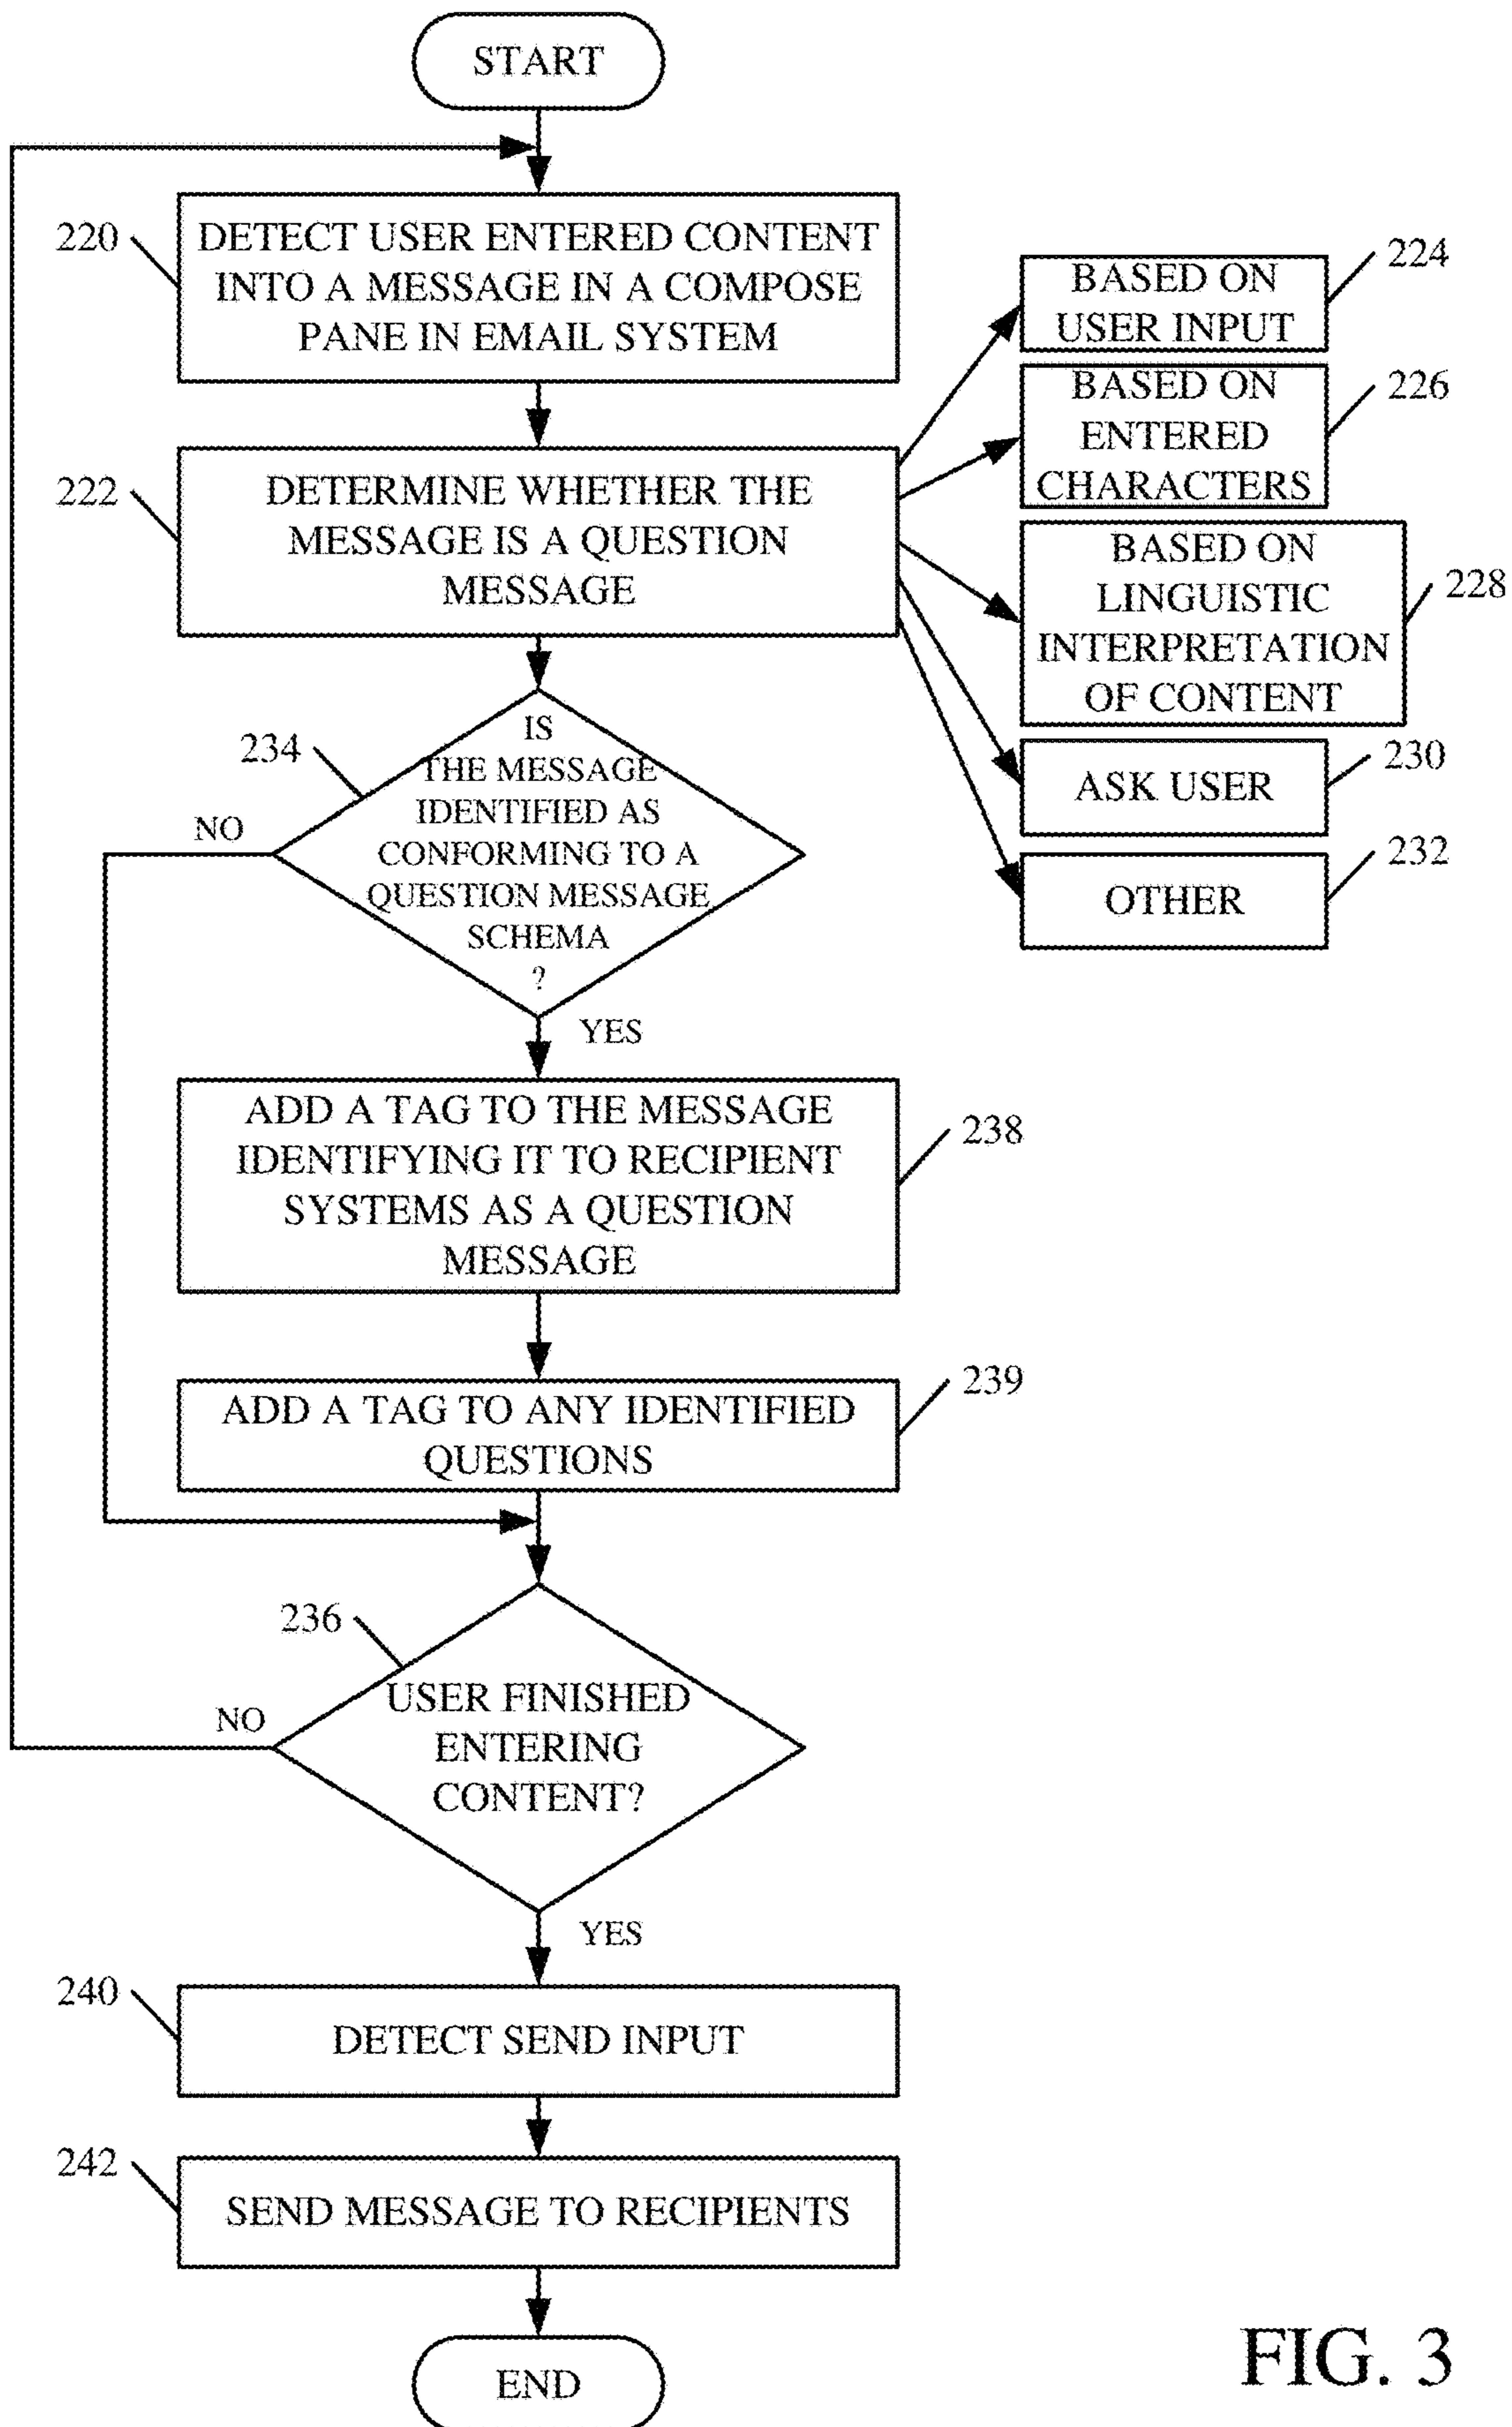 START
220
DETECT USER ENTERED CONTENT
INTO A MESSAGE IN A COMPOSE
PANE IN EMAIL SYSTEM
222
DETERMINE WHETHER THE
MESSAGE IS A QUESTION
MESSAGE
BASED ON
USER INPUT
224
BASED ON
ENTERED
CHARACTERS
226
BASED ON
LINGUISTIC
INTERPRETATION
OF CONTENT
228
ASK USER
230
OTHER
232
234
IS
THE MESSAGE
IDENTIFIED AS
CONFORMING TO A
QUESTION MESSAGE
SCHEMA
?
NO
YES
ADD A TAG TO THE MESSAGE
IDENTIFYING IT TO RECIPIENT
SYSTEMS AS A QUESTION
MESSAGE
238
ADD A TAG TO ANY IDENTIFIED
QUESTIONS
239
236
USER FINISHED
ENTERING
CONTENT?
NO
YES
240
DETECT SEND INPUT
242
SEND MESSAGE TO RECIPIENTS
END
FIG. 3